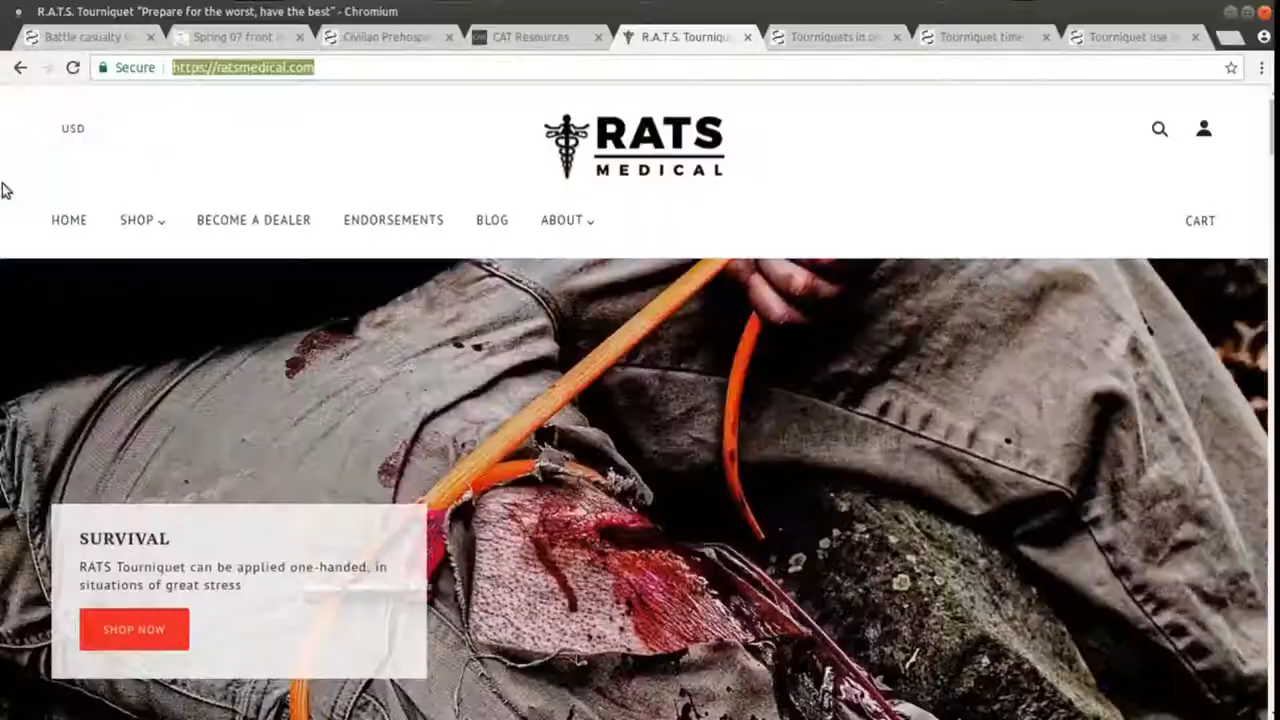 R.A.T.S. Tourniquet "Prepare for the worst, have the best" - Chromium
Battle casualty Spring 07 front Civilian Prehosp CAT Resources R.A.T.S. Tourniqu Tourniquets in Tourniquet time Tourniquet use
Secure https://ratsmedical.com
USD
RATS
MEDICAL
HOME SHOP BECOME A DEALER ENDORSEMENTS BLOG ABOUT CART
SURVIVAL
RATS Tourniquet can be applied one-handed, in
situations of great stress
SHOP NOW